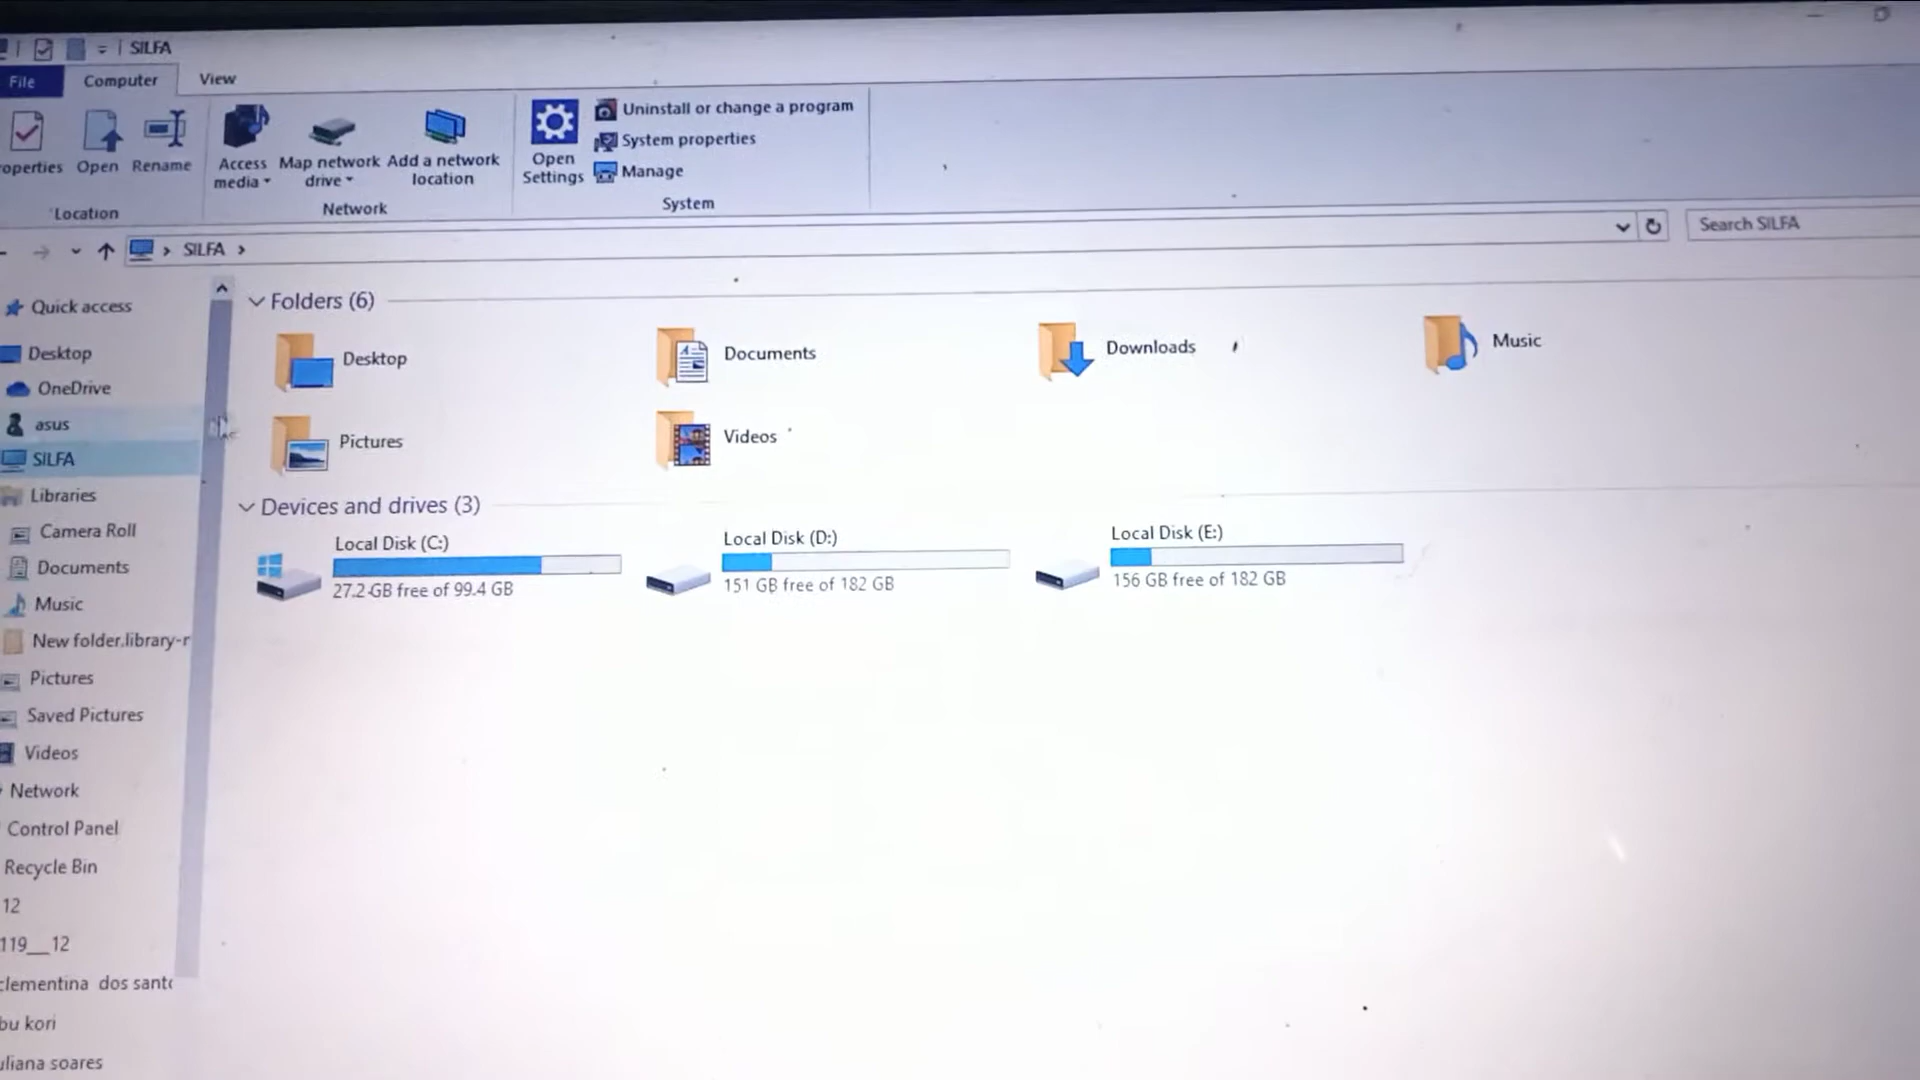 SILFA
File Computer View
operties Open Rename
Access media
Map network drive
Add a network location
Open Settings
Uninstall or change a program
System properties
Manage
Location Network System
SILFA
Search SILFA
Quick access
Desktop
OneDrive
asus
SILFA
Libraries
Camera Roll
Documents
Music
New folder.library-r
Pictures
Saved Pictures
Videos
Network
Control Panel
Recycle Bin
12
119__12
clementina dos sant
bu kori
uliana soares
Folders (6)
Desktop Documents Downloads Music
Pictures Videos
Devices and drives (3)
Local Disk (C:)
27.2 GB free of 99.4 GB
Local Disk (D:)
151 GB free of 182 GB
Local Disk (E:)
156 GB free of 182 GB